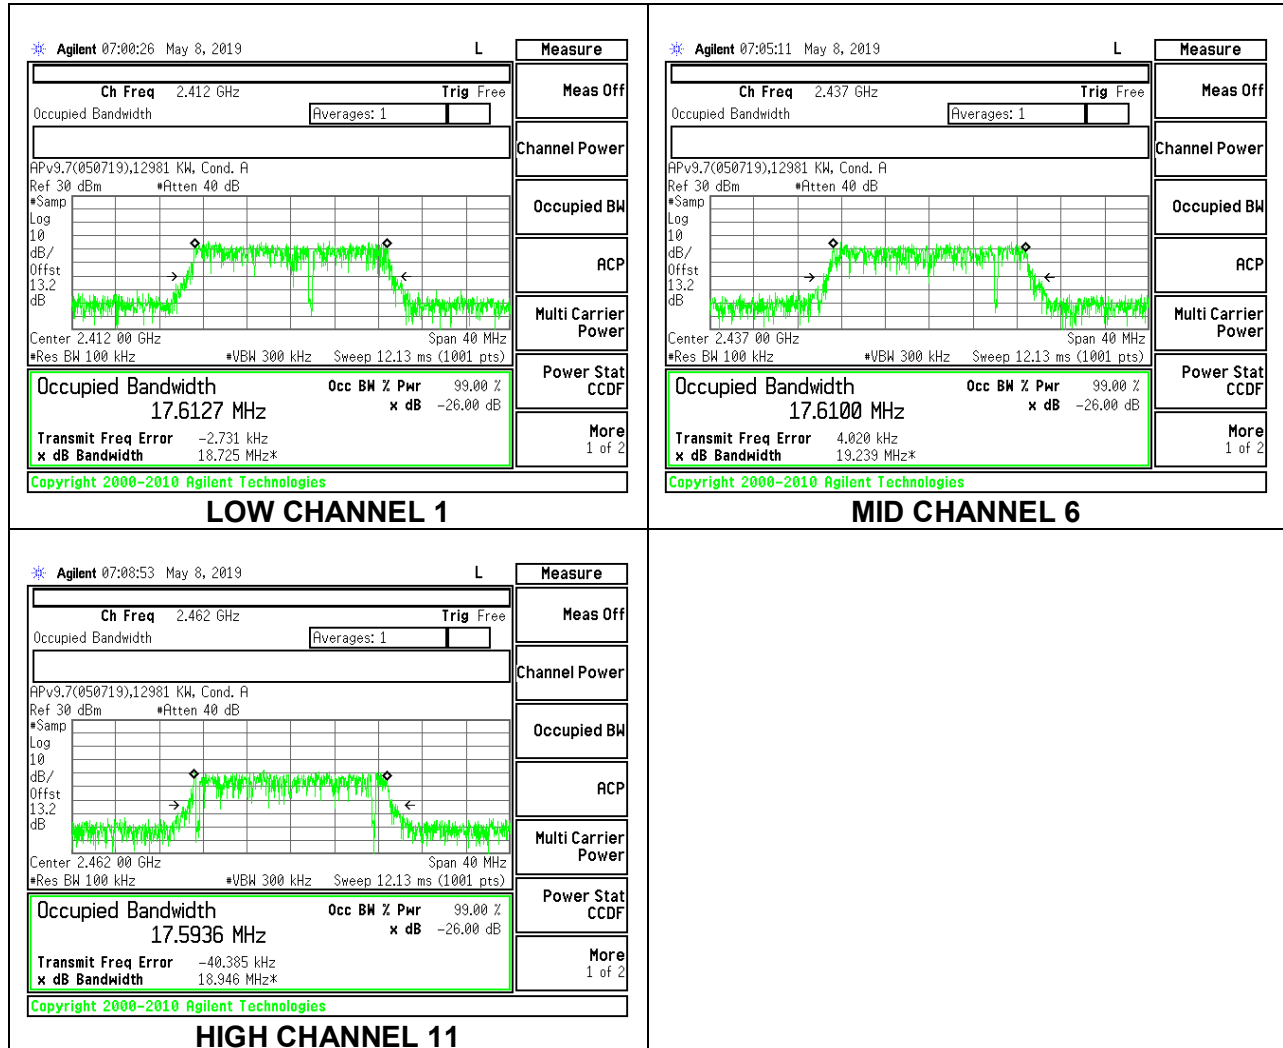 Agilent 07:00:26 May 8, 2019 L
Measure
Meas Off
Channel Power
Occupied BW
ACP
Multi Carrier
Power
Power Stat
CCDF
More
1 of 2
Ch Freq 2.412 GHz Trig Free
Occupied Bandwidth Averages: 1
APv9.7(050719),12981 KW, Cond. A
Ref 30 dBm #Atten 40 dB
#Samp
Log
10
dB/
Offst
13.2
dB
Center 2.412 00 GHz Span 40 MHz
#Res BW 100 kHz #VBW 300 kHz Sweep 12.13 ms (1001 pts)
Occupied Bandwidth Occ BW % Pwr 99.00 %
17.6127 MHz x dB -26.00 dB
Transmit Freq Error -2.731 kHz
x dB Bandwidth 18.725 MHz*
Copyright 2000-2010 Agilent Technologies
LOW CHANNEL 1
Agilent 07:05:11 May 8, 2019 L
Measure
Meas Off
Channel Power
Occupied BW
ACP
Multi Carrier
Power
Power Stat
CCDF
More
1 of 2
Ch Freq 2.437 GHz Trig Free
Occupied Bandwidth Averages: 1
APv9.7(050719),12981 KW, Cond. A
Ref 30 dBm #Atten 40 dB
#Samp
Log
10
dB/
Offst
13.2
dB
Center 2.437 00 GHz Span 40 MHz
#Res BW 100 kHz #VBW 300 kHz Sweep 12.13 ms (1001 pts)
Occupied Bandwidth Occ BW % Pwr 99.00 %
17.6100 MHz x dB -26.00 dB
Transmit Freq Error 4.020 kHz
x dB Bandwidth 19.239 MHz*
Copyright 2000-2010 Agilent Technologies
MID CHANNEL 6
Agilent 07:08:53 May 8, 2019 L
Measure
Meas Off
Channel Power
Occupied BW
ACP
Multi Carrier
Power
Power Stat
CCDF
More
1 of 2
Ch Freq 2.462 GHz Trig Free
Occupied Bandwidth Averages: 1
APv9.7(050719),12981 KW, Cond. A
Ref 30 dBm #Atten 40 dB
#Samp
Log
10
dB/
Offst
13.2
dB
Center 2.462 00 GHz Span 40 MHz
#Res BW 100 kHz #VBW 300 kHz Sweep 12.13 ms (1001 pts)
Occupied Bandwidth Occ BW % Pwr 99.00 %
17.5936 MHz x dB -26.00 dB
Transmit Freq Error -40.385 kHz
x dB Bandwidth 18.946 MHz*
Copyright 2000-2010 Agilent Technologies
HIGH CHANNEL 11